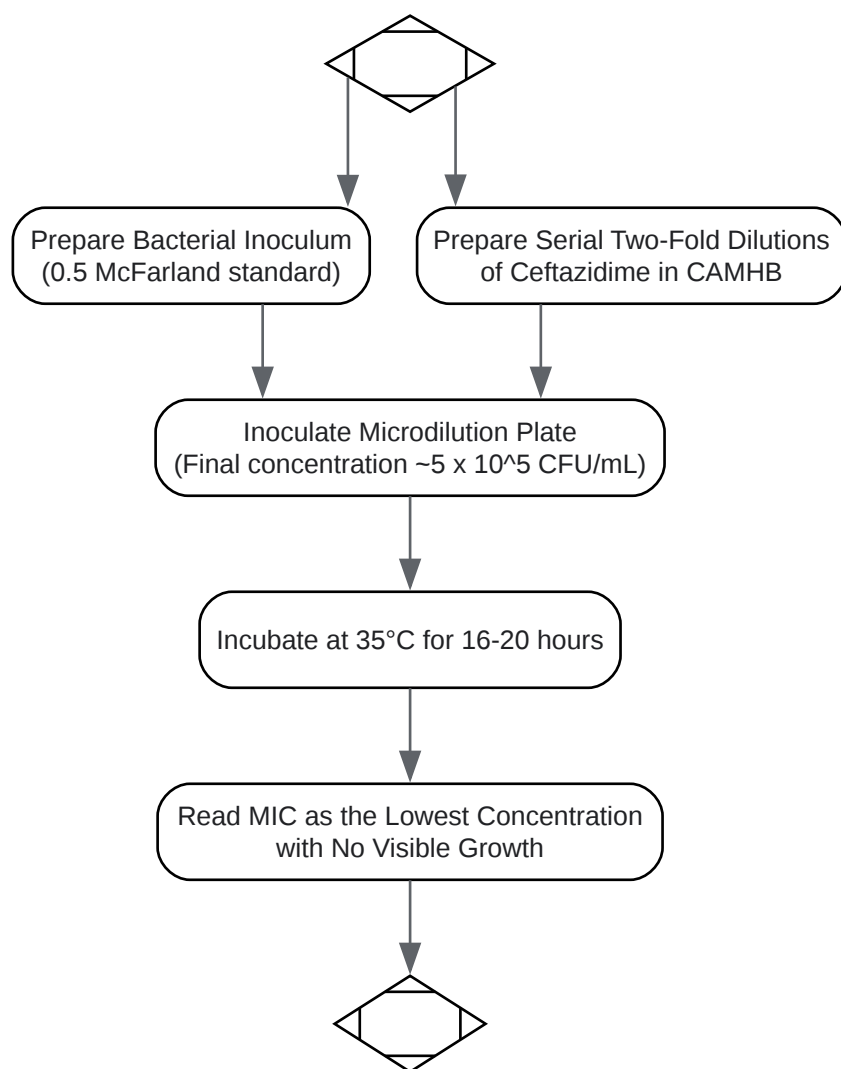 Prepare Bacterial Inoculum
(0.5 McFarland standard)
Prepare Serial Two-Fold Dilutions
of Ceftazidime in CAMHB
Inoculate Microdilution Plate
(Final concentration ~5 x 10^5 CFU/mL)
Incubate at 35°C for 16-20 hours
Read MIC as the Lowest Concentration
with No Visible Growth